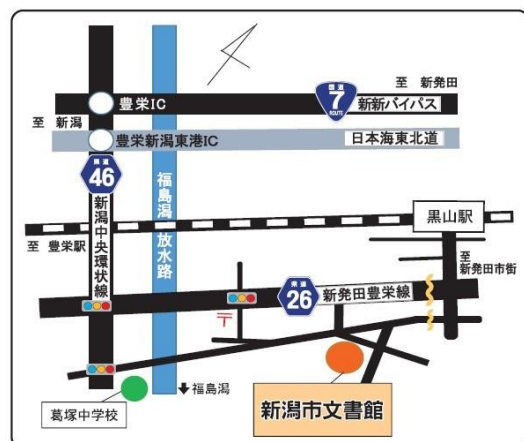 至 新発田
国道
7
ROUTE
豊栄IC
新新バイパス
至 新潟
豊栄新潟東港IC
日本海東北道
県道
46
新潟中央環状線
福島潟 放水路
黒山駅
至 豊栄駅
至
新発田市街
県道
26
新発田豊栄線
〒
葛塚中学校
↓福島潟
新潟市文書館